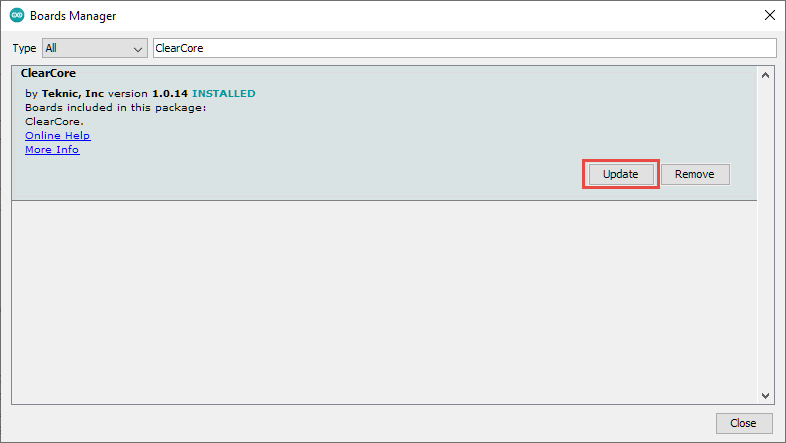 Boards Manager
Type All ClearCore
ClearCore
by Teknic, Inc version 1.0.14 INSTALLED
Boards included in this package:
ClearCore.
Online Help
More Info
Update Remove
Close